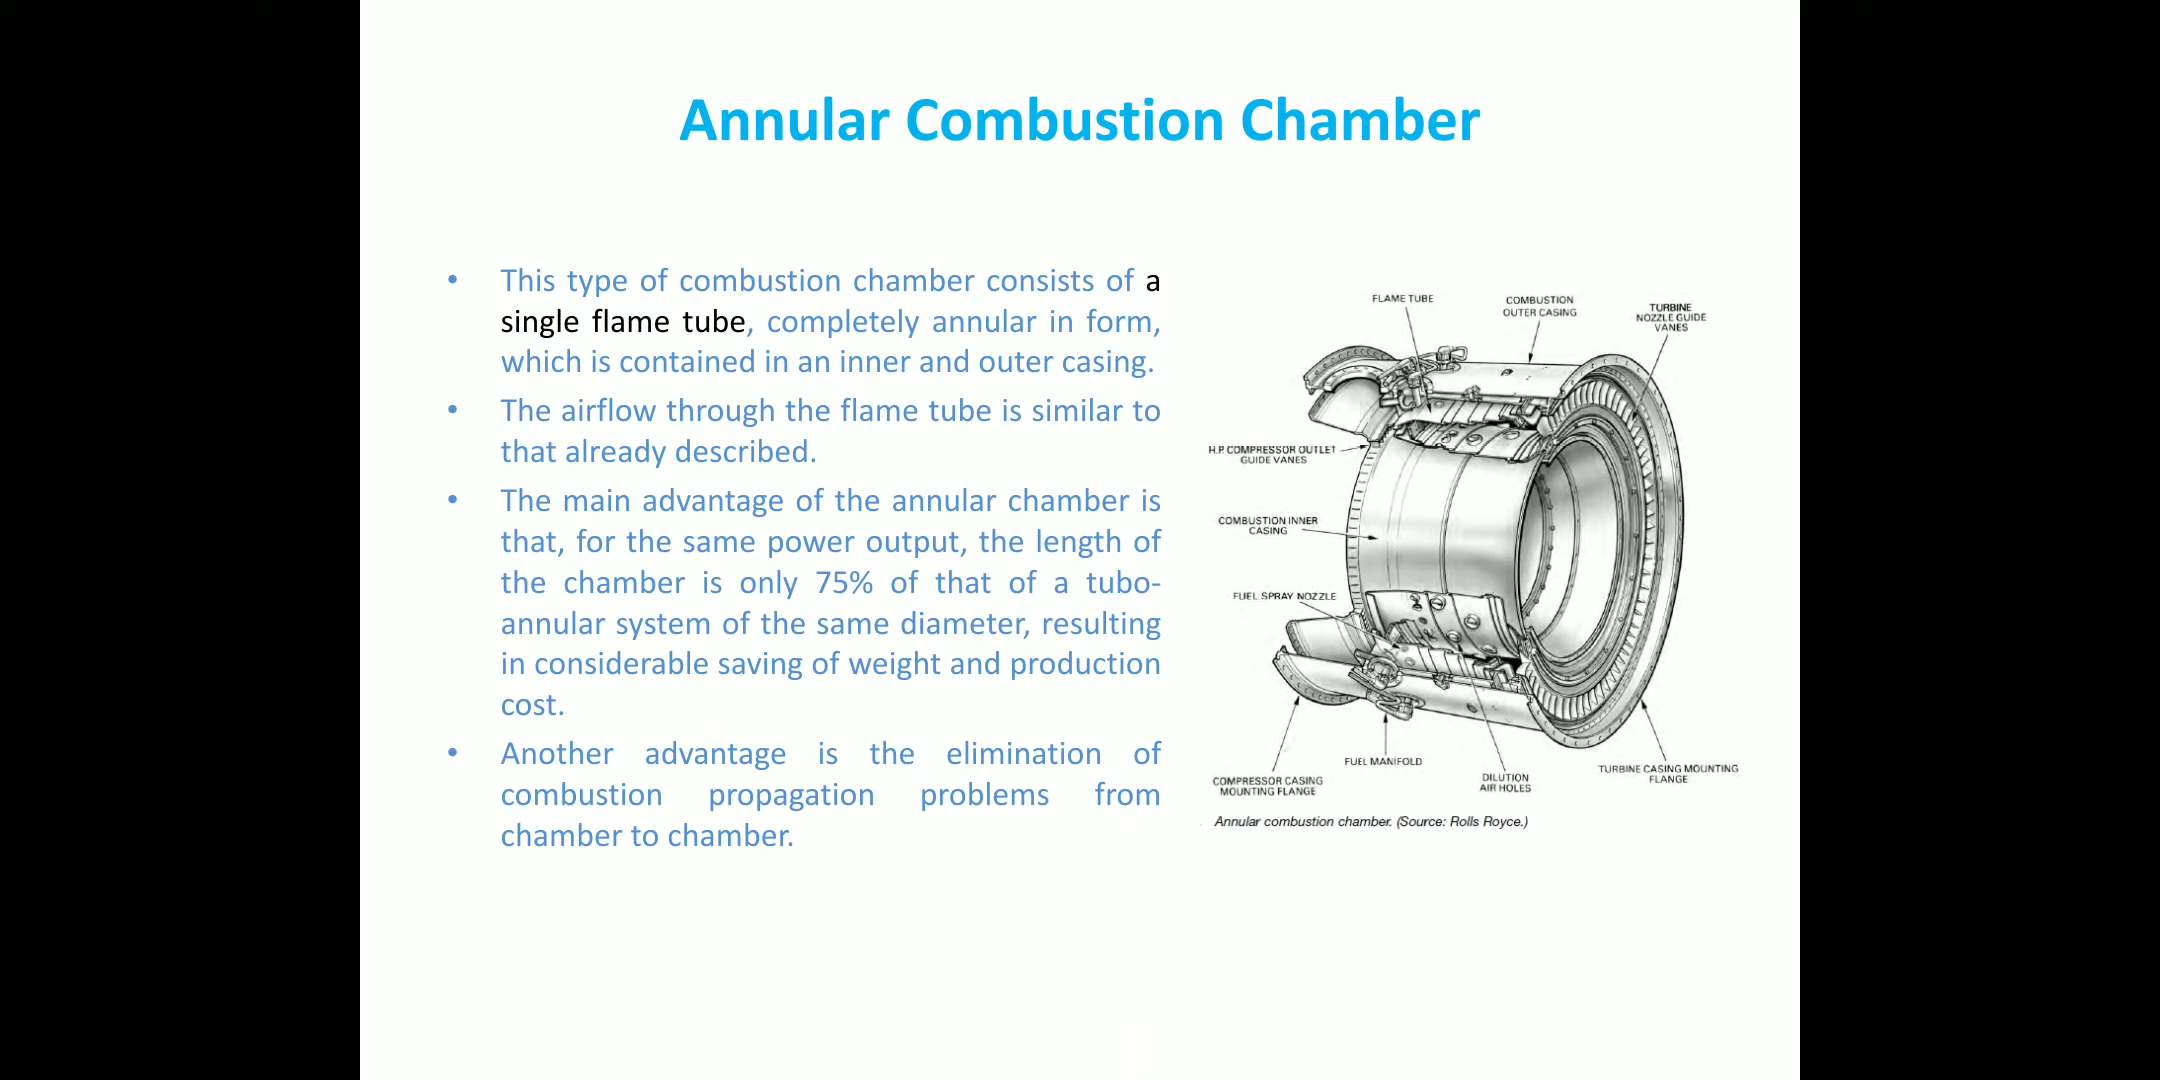 Annular Combustion Chamber
• This type of combustion chamber consists of a
single flame tube, completely annular in form,
which is contained in an inner and outer casing.
• The airflow through the flame tube is similar to
that already described.
• The main advantage of the annular chamber is
that, for the same power output, the length of
the chamber is only 75% of that of a tubo-
annular system of the same diameter, resulting
in considerable saving of weight and production
cost.
• Another advantage is the elimination of
combustion propagation problems from
chamber to chamber.
FLAME TUBE
COMBUSTION
OUTER CASING
TURBINE
NOZZLE GUIDE
VANES
H.P. COMPRESSOR OUTLET
GUIDE VANES
COMBUSTION INNER
CASING
FUEL SPRAY NOZZLE
FUEL MANIFOLD
COMPRESSOR CASING
MOUNTING FLANGE
DILUTION
AIR HOLES
TURBINE CASING MOUNTING
FLANGE
Annular combustion chamber. (Source: Rolls Royce.)